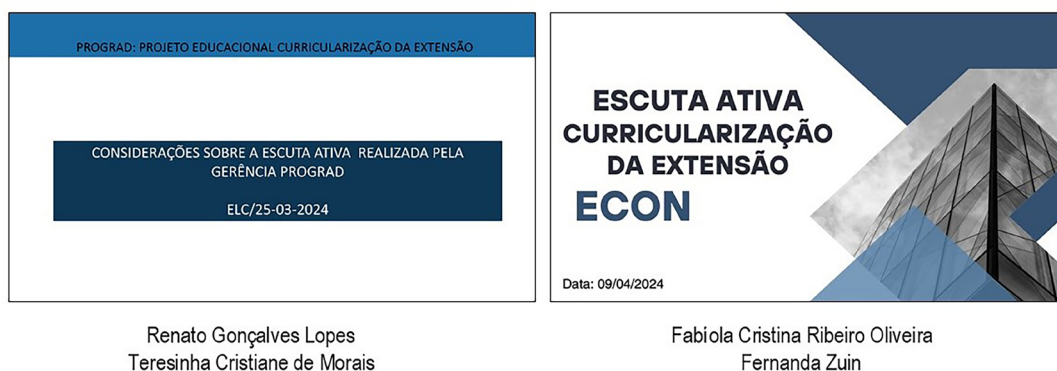 PROGRAD: PROJETO EDUCACIONAL CURRICULARIZAÇÃO DA EXTENSÃO
CONSIDERAÇÕES SOBRE A ESCUTA ATIVA REALIZADA PELA
GERÊNCIA PROGRAD
ELC/25-03-2024
Renato Gonçalves Lopes
Teresinha Cristiane de Morais
ESCUTA ATIVA
CURRICULARIZAÇÃO
DA EXTENSÃO
ECON
Data: 09/04/2024
Fabiola Cristina Ribeiro Oliveira
Fernanda Zuin